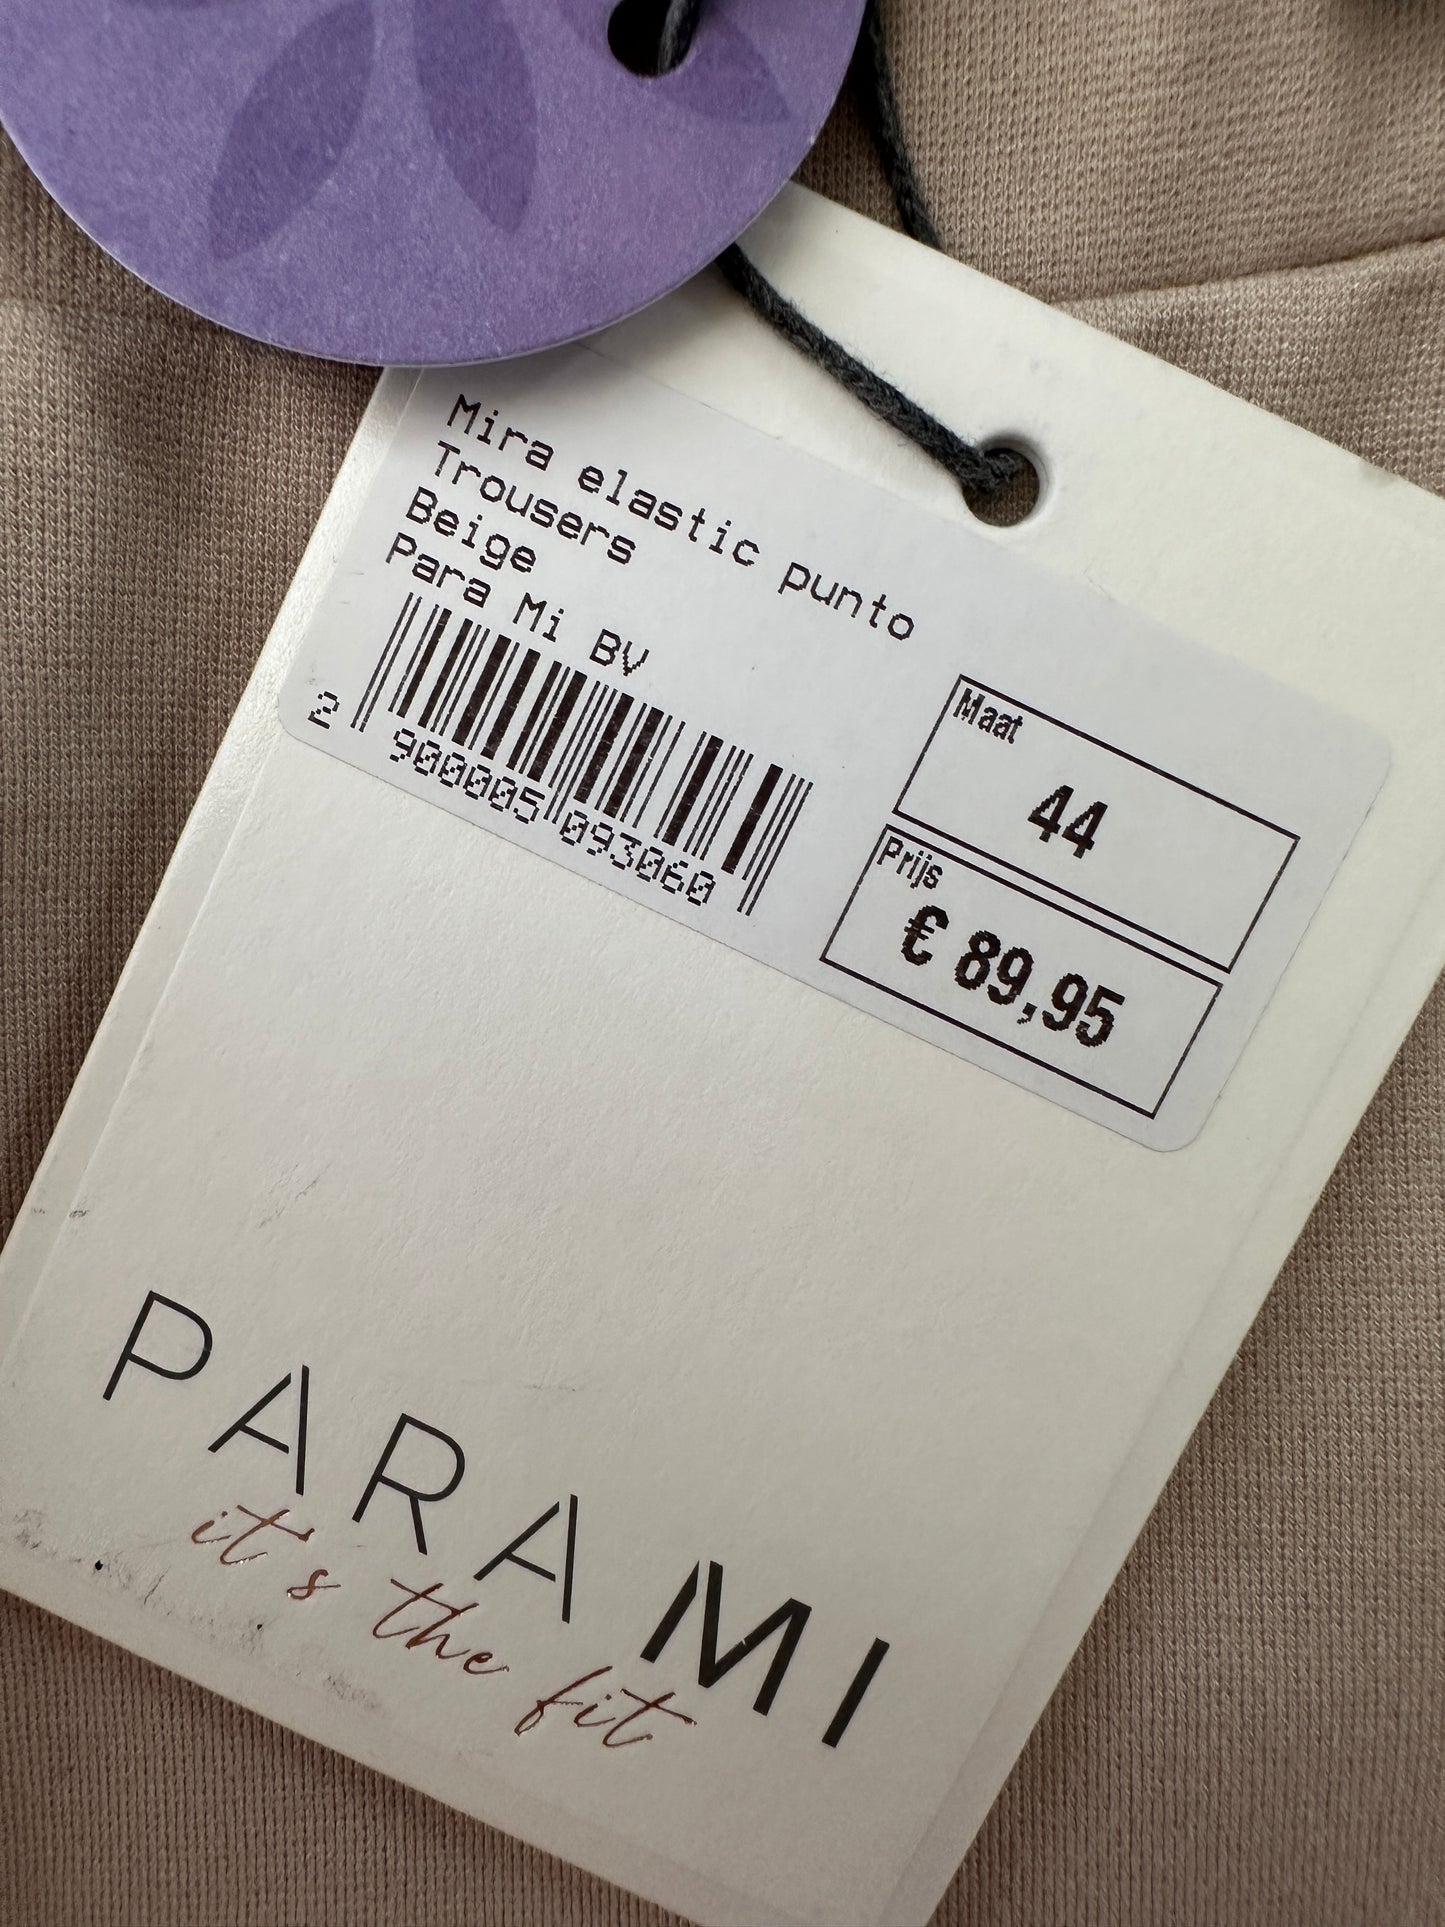 Mira elastic punto
Trousers
Beige
Para Mi BV
2 900005 093060
Maat
44
Prijs
€ 89,95
PARAMI
it's the fit